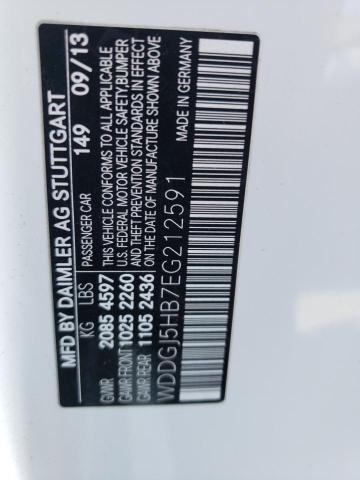 MFD BY DAIMLER AG STUTTGART
PASSENGER CAR 149 09/13
KG LBS
GVWR 2085 4597
GAWR FRONT 1025 2260
GAWR GRR 1105 2436
THIS VEHICLE CONFORMS TO ALL APPLICABLE
U.S. FEDERAL MOTOR VEHICLE SAFETY, BUMPER
AND THEFT PREVENTION STANDARDS IN EFFECT
ON THE DATE OF MANUFACTURE SHOWN ABOVE
WDDGJ5HB7EG212591
MADE IN GERMANY